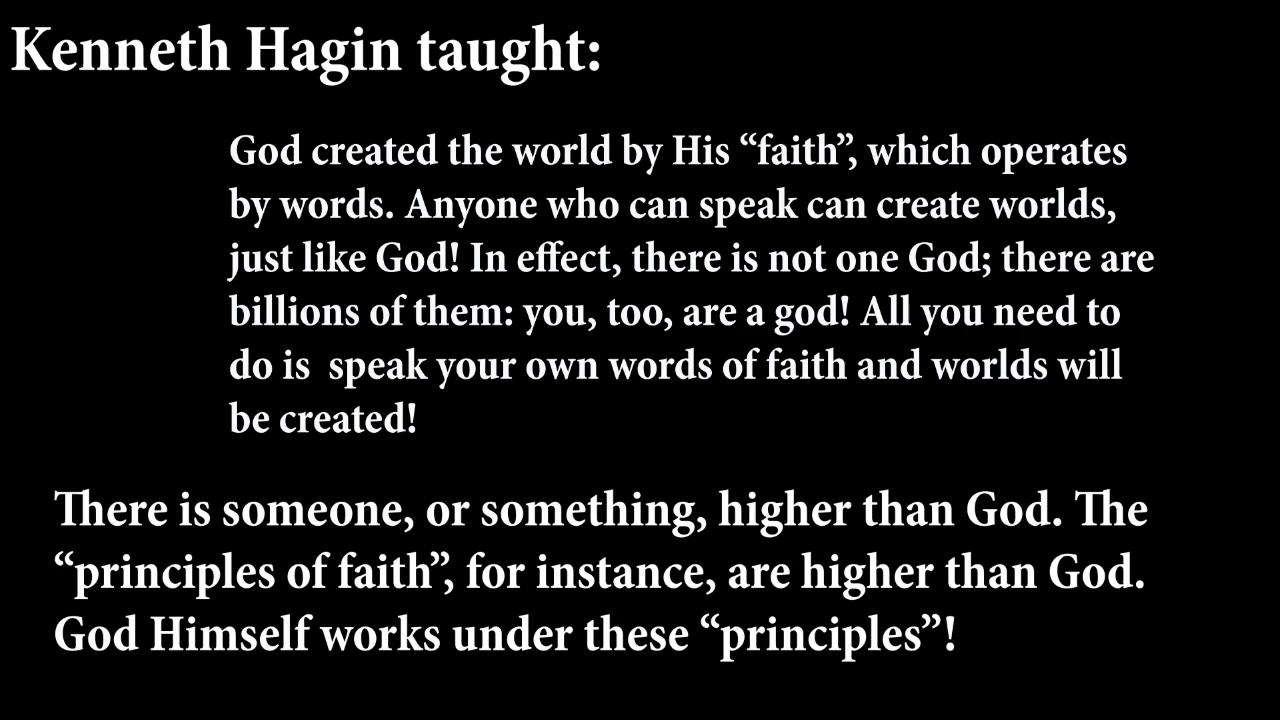 Kenneth Hagin taught:
God created the world by His “faith”, which operates
by words. Anyone who can speak can create worlds,
just like God! In effect, there is not one God; there are
billions of them: you, too, are a god! All you need to
do is  speak your own words of faith and worlds will
be created!
There is someone, or something, higher than God. The
“principles of faith”, for instance, are higher than God.
God Himself works under these “principles”!